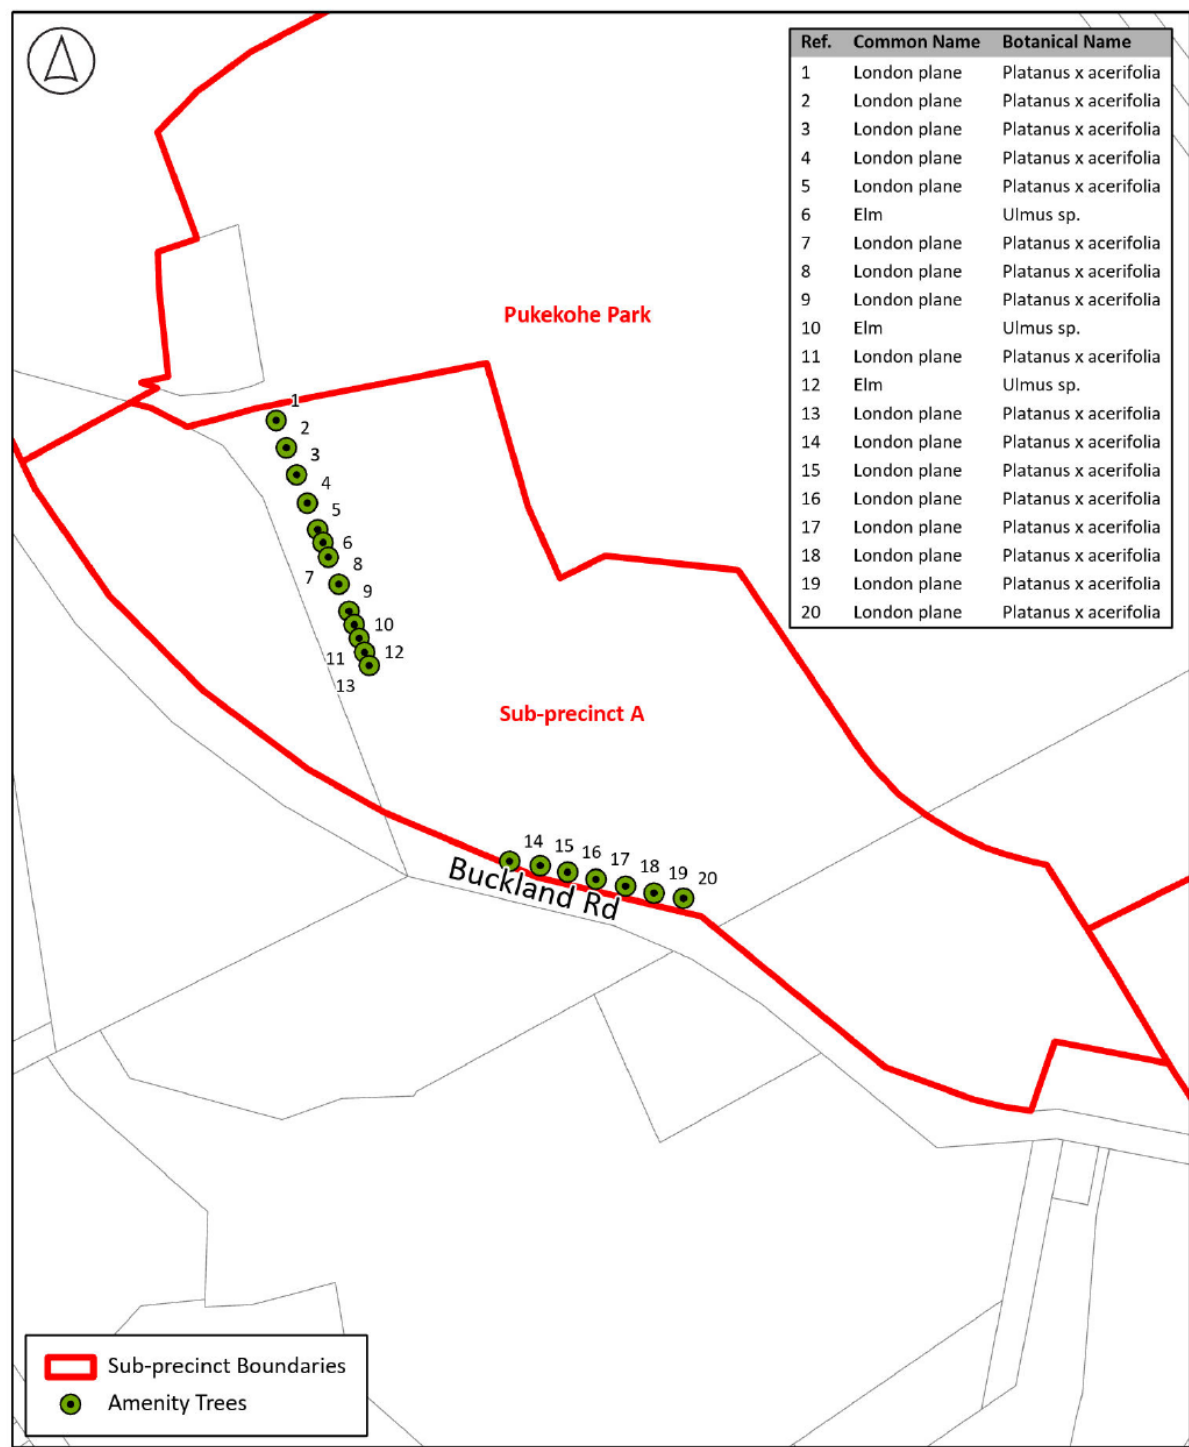 Ref. Common Name Botanical Name
1 London plane Platanus x acerifolia
2 London plane Platanus x acerifolia
3 London plane Platanus x acerifolia
4 London plane Platanus x acerifolia
5 London plane Platanus x acerifolia
6 Elm Ulmus sp.
7 London plane Platanus x acerifolia
8 London plane Platanus x acerifolia
9 London plane Platanus x acerifolia
10 Elm Ulmus sp.
11 London plane Platanus x acerifolia
12 Elm Ulmus sp.
13 London plane Platanus x acerifolia
14 London plane Platanus x acerifolia
15 London plane Platanus x acerifolia
16 London plane Platanus x acerifolia
17 London plane Platanus x acerifolia
18 London plane Platanus x acerifolia
19 London plane Platanus x acerifolia
20 London plane Platanus x acerifolia
Pukekohe Park
1
2
3
4
5
6
7
8
9
10
11
12
13
Sub-precinct A
14
15
16
17
18
19
20
Buckland Rd
Sub-precinct Boundaries
Amenity Trees